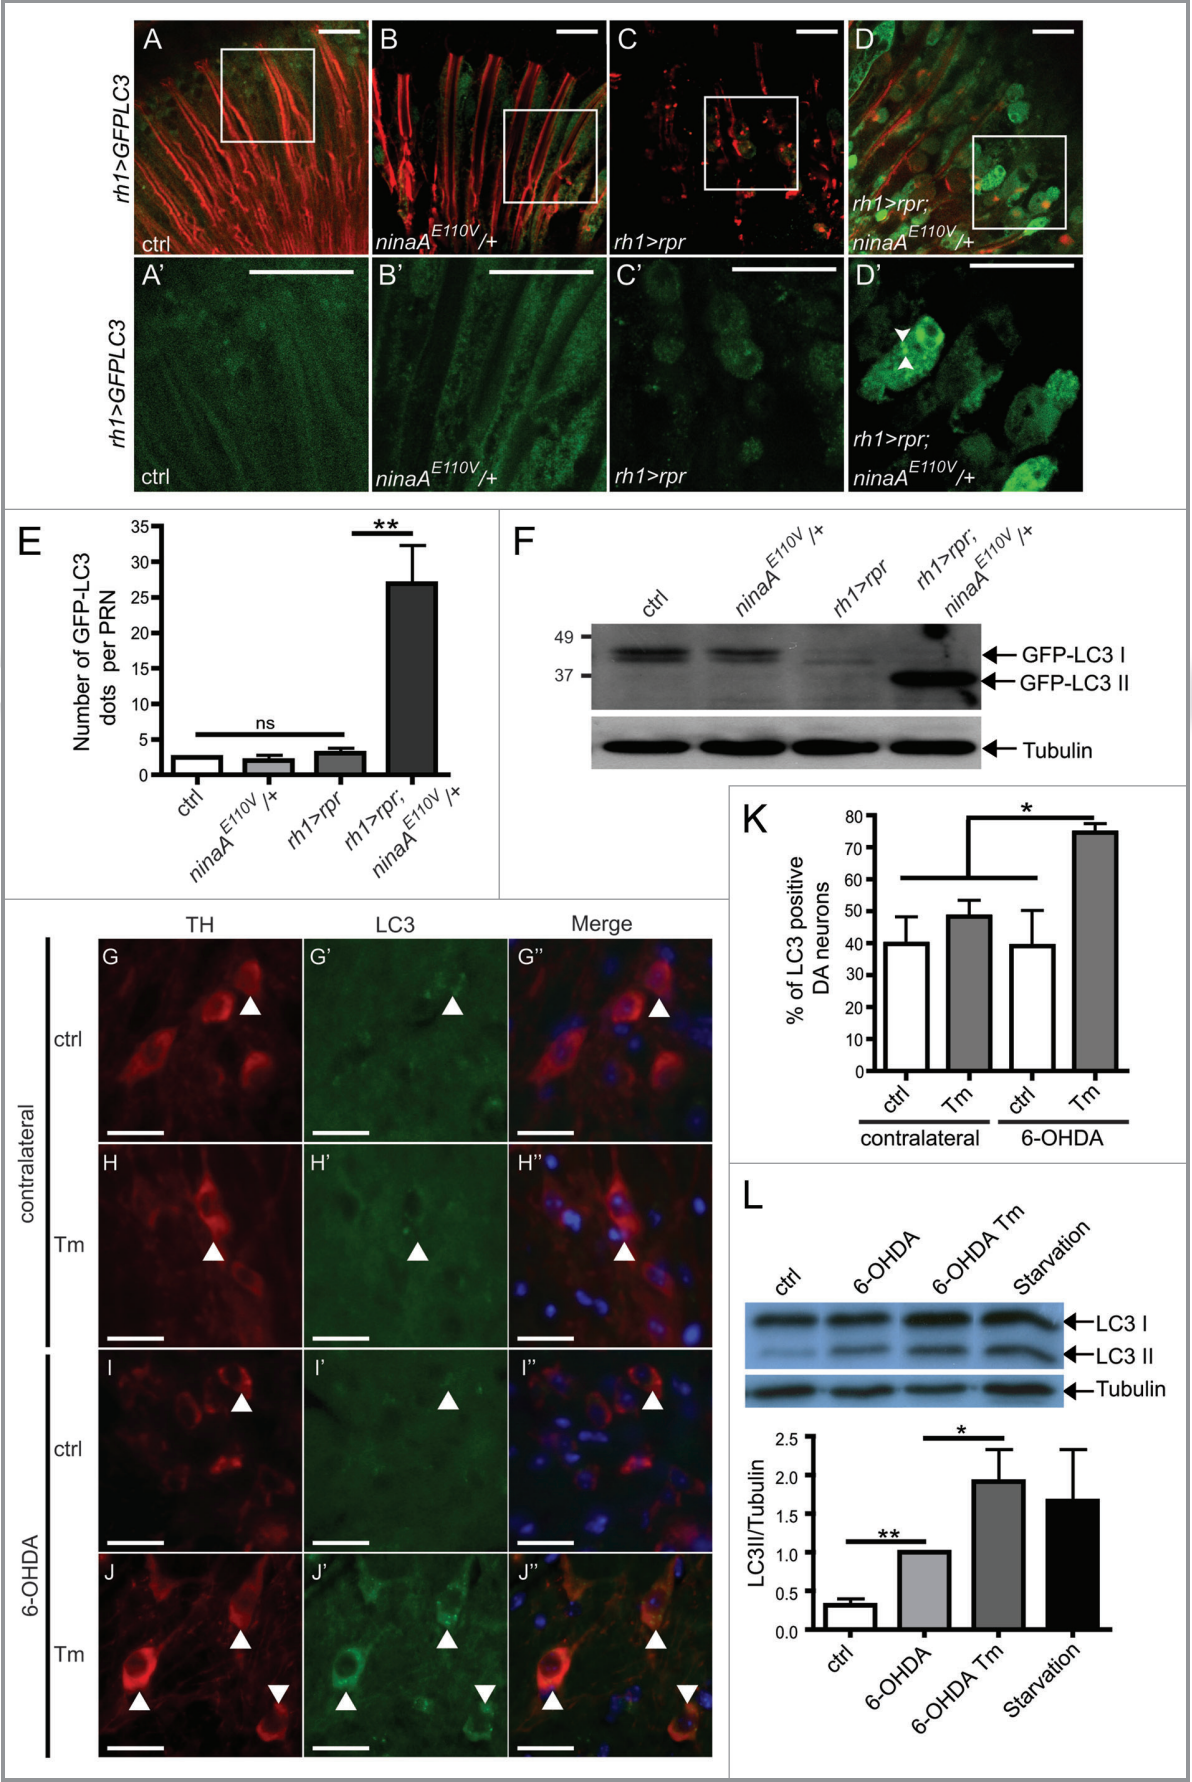 A
B
C
D
rh1>GFPLC3
ctrl
ninaA^E110V/+
rh1>rpr
rh1>rpr;
ninaA^E110V/+
A'
B'
C'
D'
rh1>GFPLC3
ctrl
ninaA^E110V/+
rh1>rpr
rh1>rpr;
ninaA^E110V/+
E
Number of GFP-LC3
dots per PRN
35
30
25
20
15
10
5
0
ns
**
ctrl
ninaA^E110V/+
rh1>rpr
rh1>rpr;
ninaA^E110V/+
F
ctrl
ninaA^E110V/+
rh1>rpr
rh1>rpr;
ninaA^E110V/+
49
37
GFP-LC3 I
GFP-LC3 II
Tubulin
TH
LC3
Merge
contralateral
ctrl
G
G'
G''
Tm
H
H'
H''
6-OHDA
ctrl
I
I'
I''
Tm
J
J'
J''
K
% of LC3 positive
DA neurons
80
70
60
50
40
30
20
10
0
*
ctrl
Tm
ctrl
Tm
contralateral
6-OHDA
L
ctrl
6-OHDA
6-OHDA Tm
Starvation
LC3 I
LC3 II
Tubulin
LC3II/Tubulin
2.5
2.0
1.5
1.0
0.5
0.0
**
*
ctrl
6-OHDA
6-OHDA Tm
Starvation